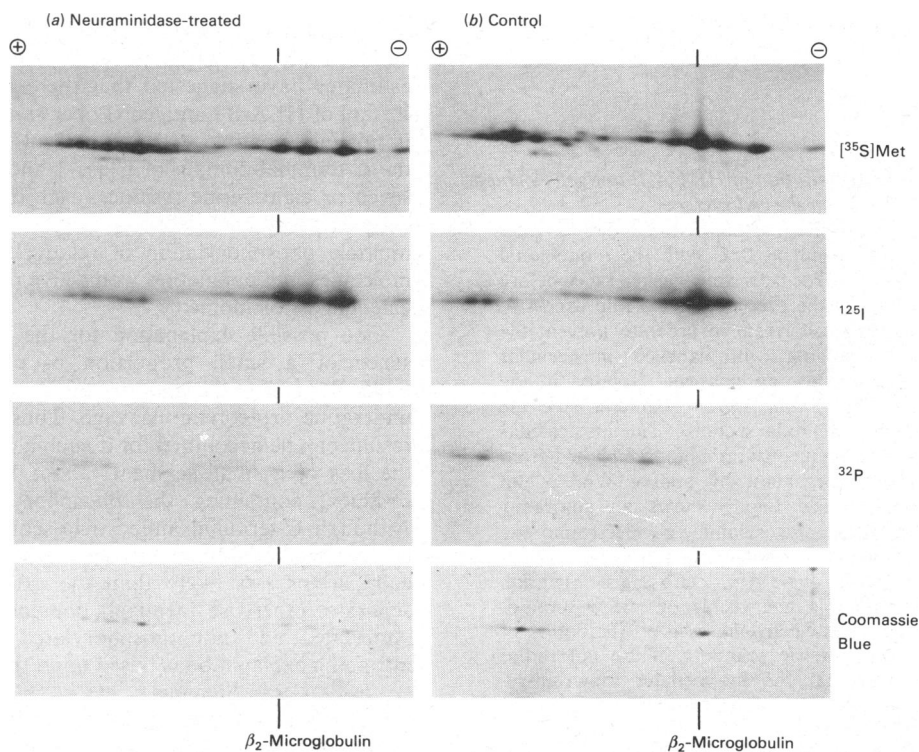 (a) Neuraminidase-treated
(b) Control
⊕ ⊖ ⊕ ⊖
[³⁵S]Met
¹²⁵I
³²P
Coomassie
Blue
β₂-Microglobulin
β₂-Microglobulin